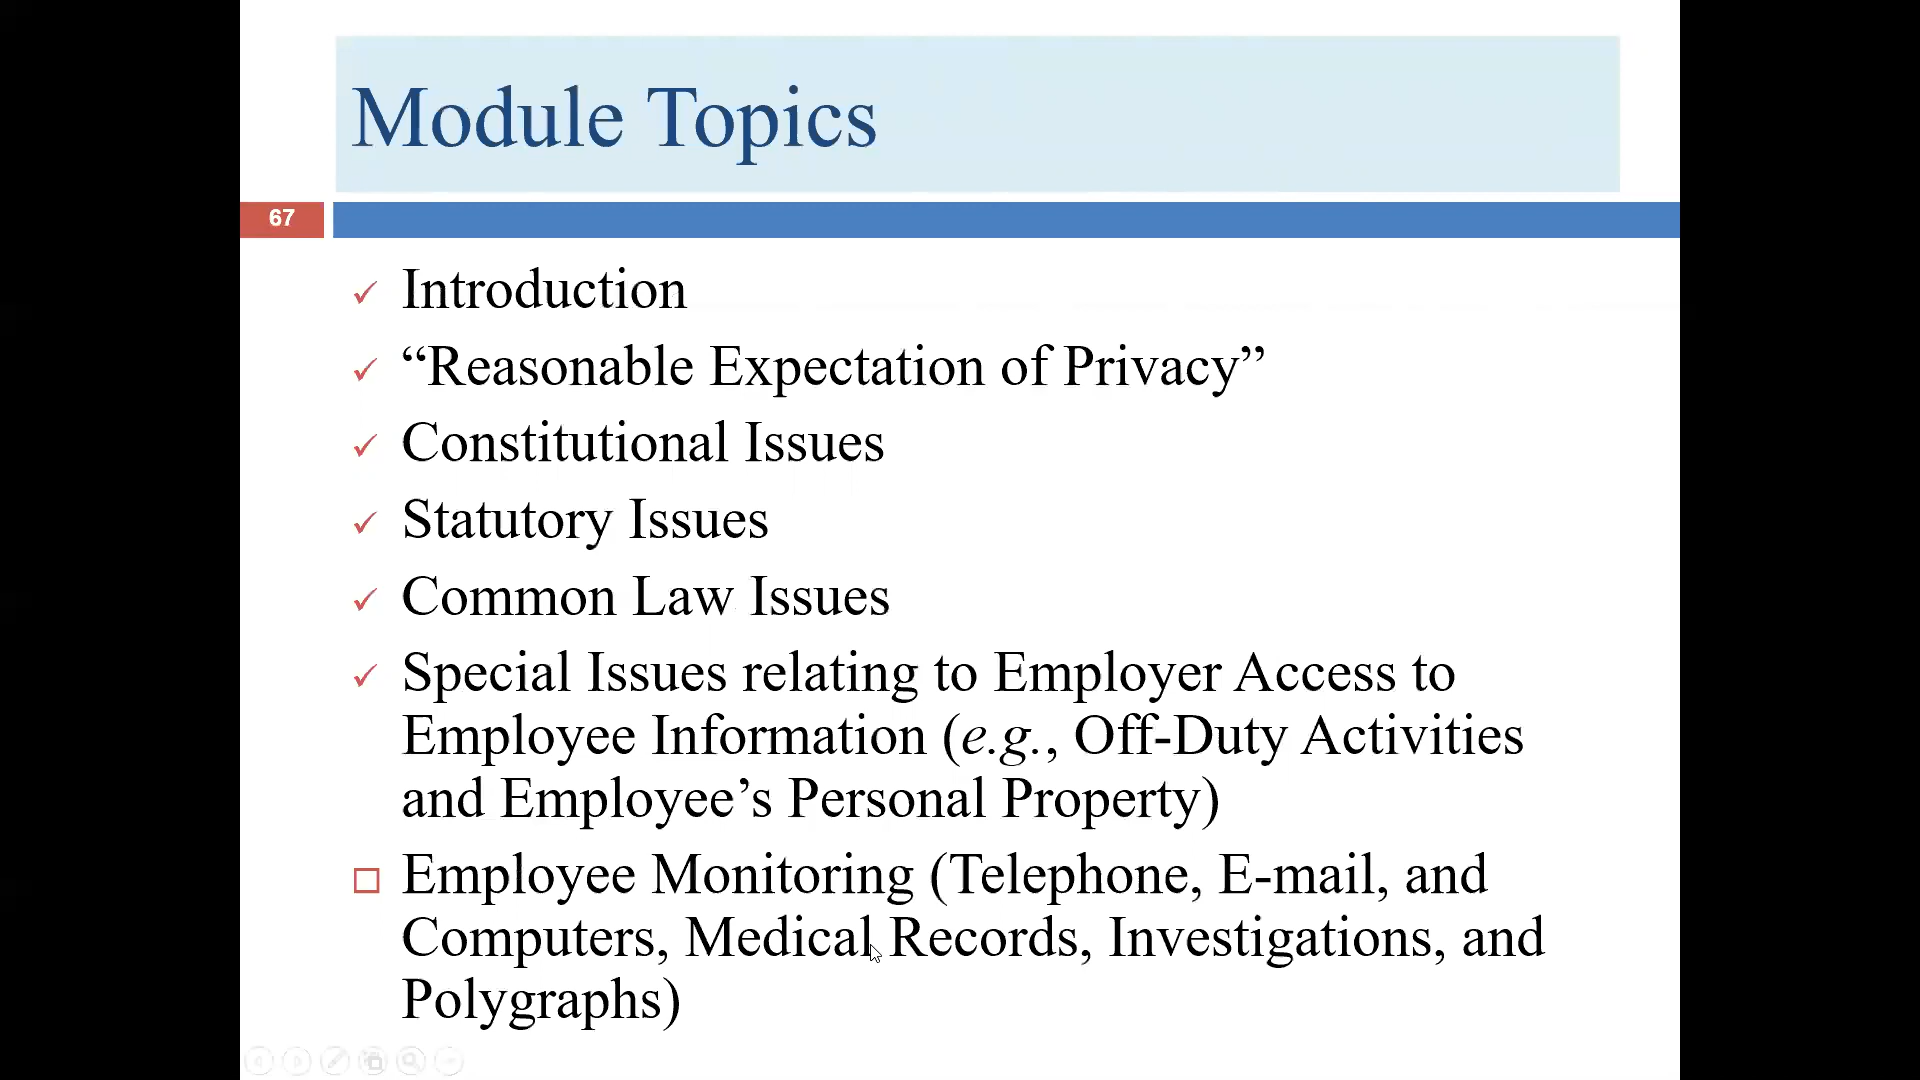 Module Topics
67
Introduction
“Reasonable Expectation of Privacy”
Constitutional Issues
Statutory Issues
Common Law Issues
Special Issues relating to Employer Access to
Employee Information (e.g., Off-Duty Activities
and Employee’s Personal Property)
Employee Monitoring (Telephone, E-mail, and
Computers, Medical Records, Investigations, and
Polygraphs)